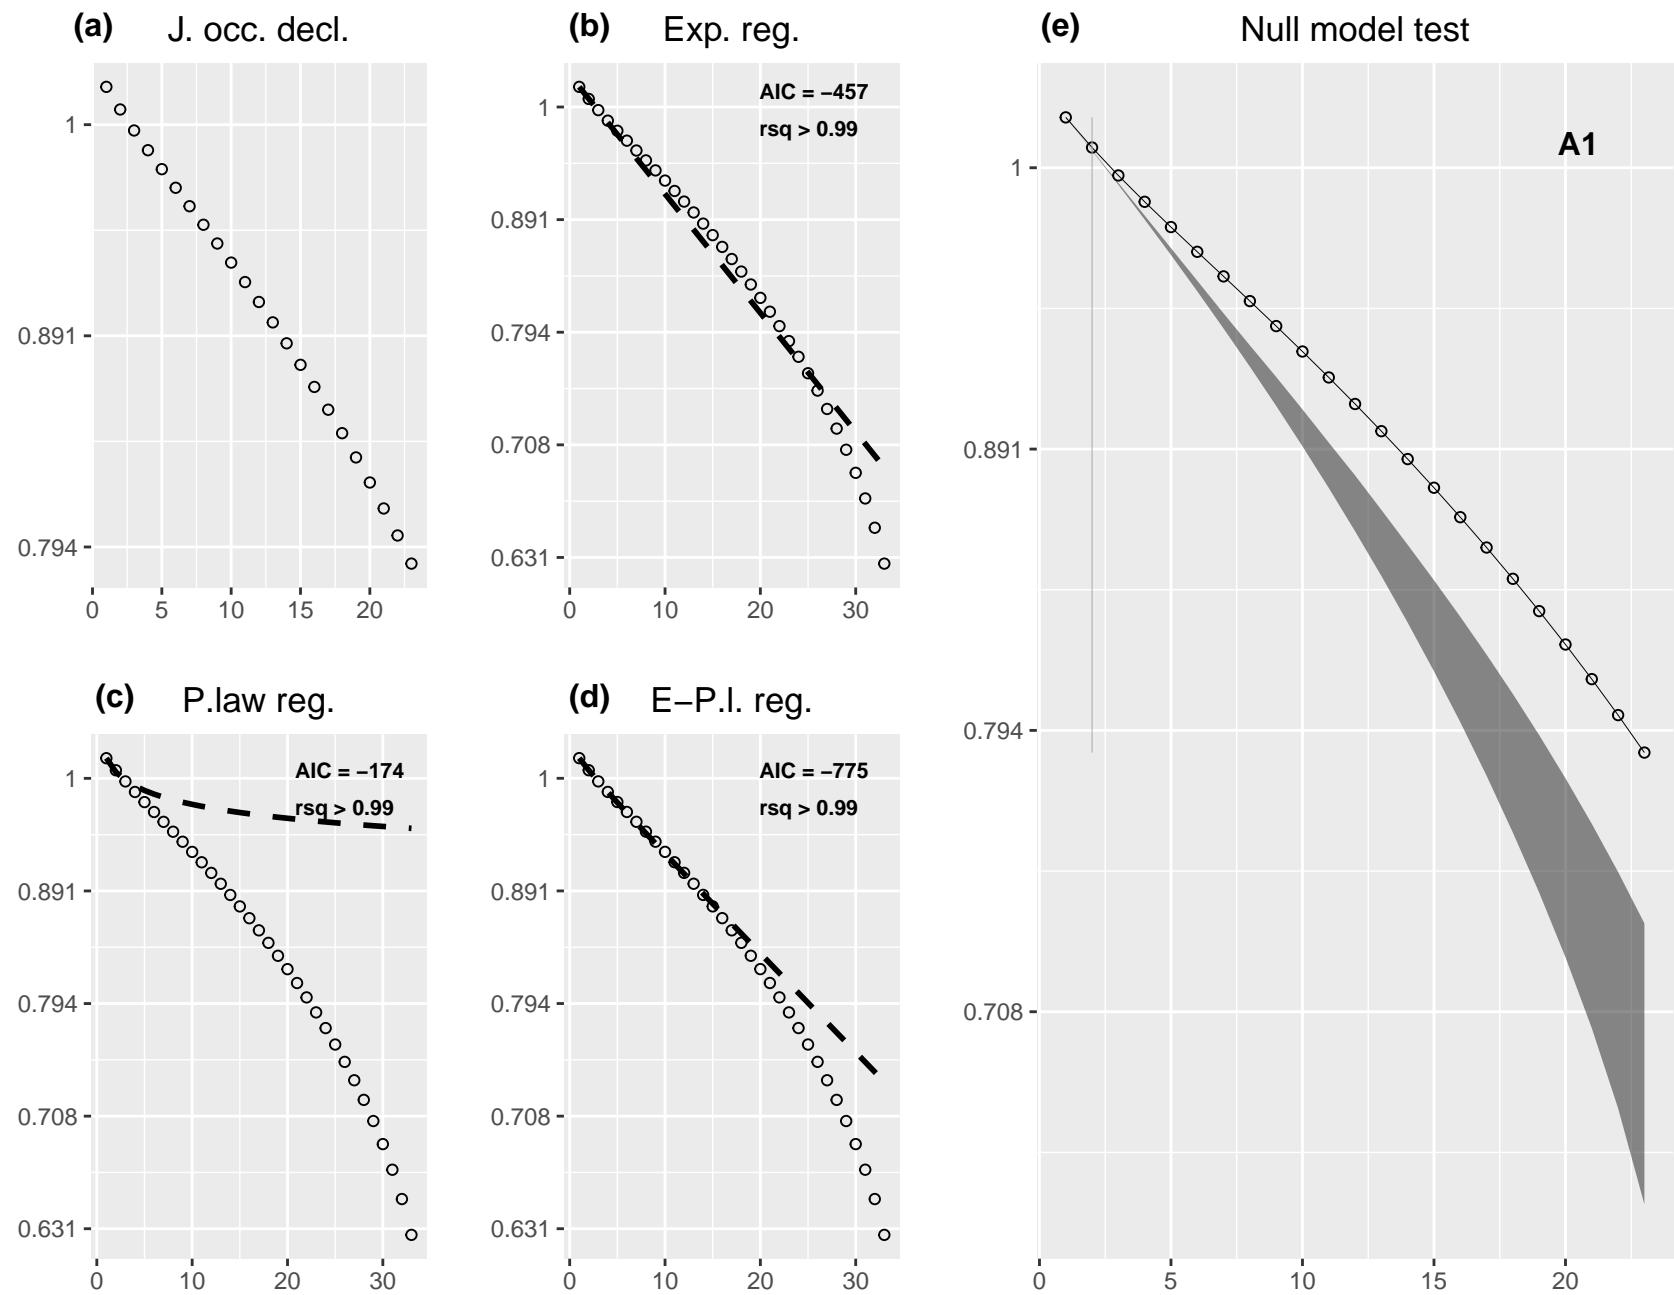 (a) J. occ. decl.
1
0.891
0.794
0 5 10 15 20
(b) Exp. reg.
AIC = −457
rsq > 0.99
1
0.891
0.794
0.708
0.631
0 10 20 30
(c) P.law reg.
AIC = −174
rsq > 0.99
1
0.891
0.794
0.708
0.631
0 10 20 30
(d) E−P.l. reg.
AIC = −775
rsq > 0.99
1
0.891
0.794
0.708
0.631
0 10 20 30
(e) Null model test
A1
1
0.891
0.794
0.708
0 5 10 15 20